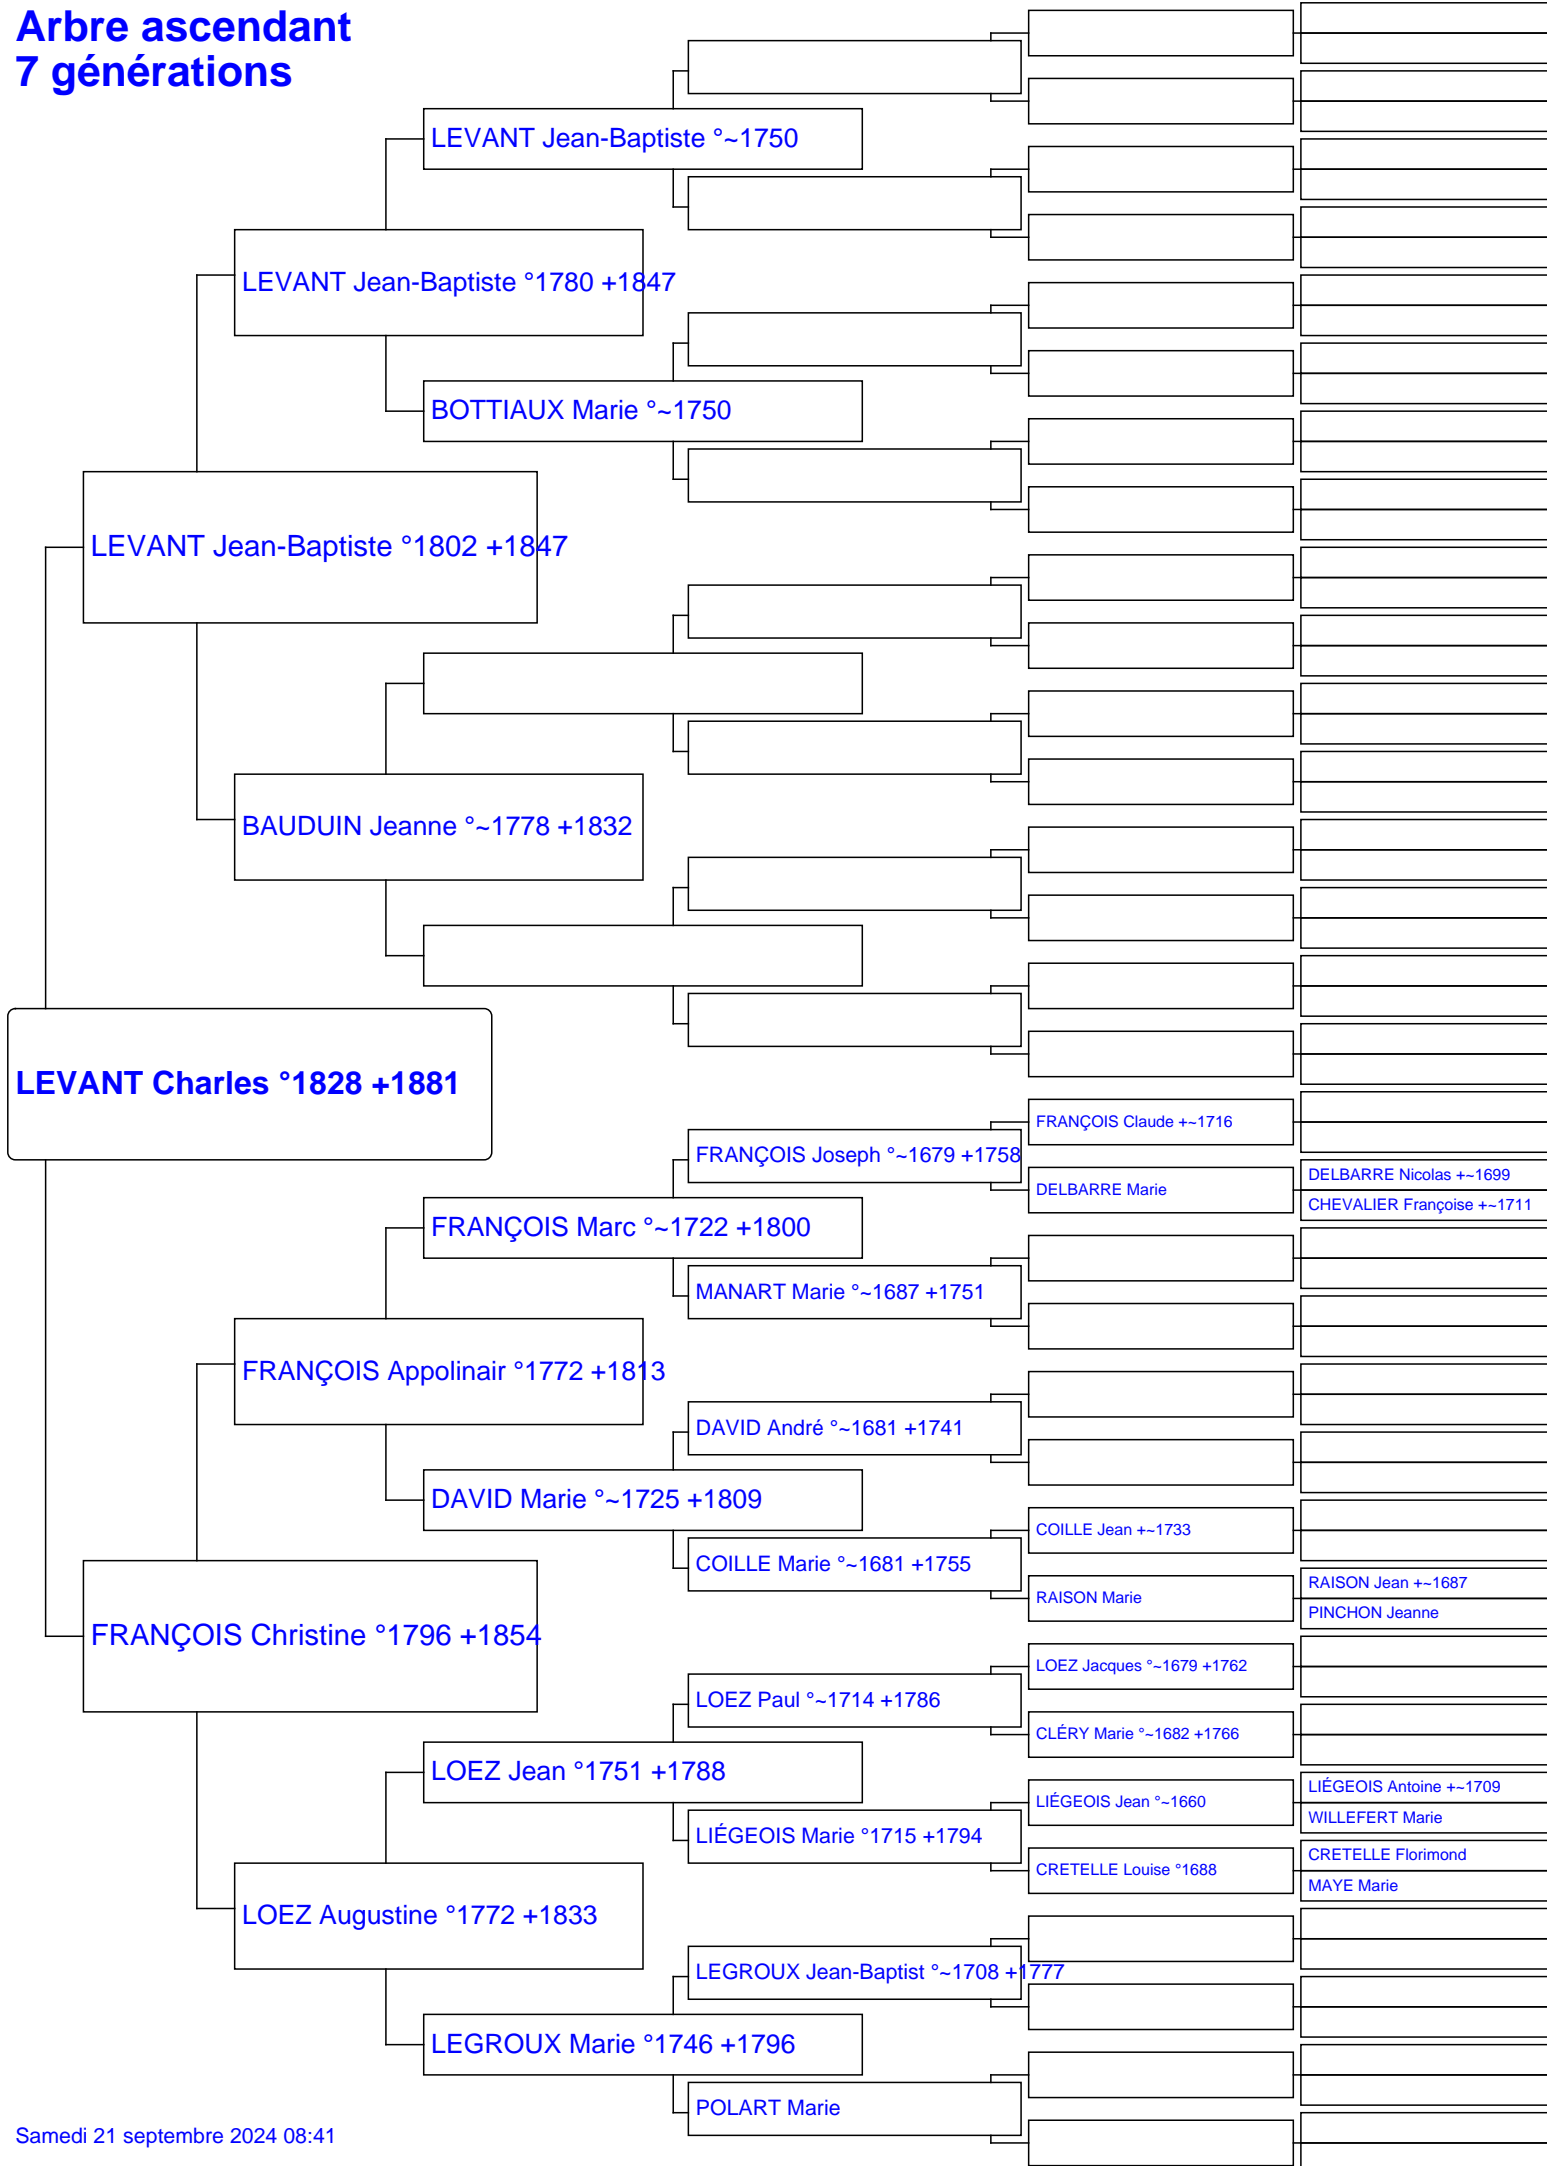 Arbre ascendant
7 générations
LEVANT Jean-Baptiste °~1750
LEVANT Jean-Baptiste °1780 +1847
BOTTIAUX Marie °~1750
LEVANT Jean-Baptiste °1802 +1847
BAUDUIN Jeanne °~1778 +1832
LEVANT Charles °1828 +1881
FRANÇOIS Claude +~1716
FRANÇOIS Joseph °~1679 +1758
DELBARRE Nicolas +~1699
DELBARRE Marie
CHEVALIER Françoise +~1711
FRANÇOIS Marc °~1722 +1800
MANART Marie °~1687 +1751
FRANÇOIS Appolinair °1772 +1813
DAVID André °~1681 +1741
DAVID Marie °~1725 +1809
COILLE Jean +~1733
COILLE Marie °~1681 +1755
RAISON Jean +~1687
RAISON Marie
PINCHON Jeanne
FRANÇOIS Christine °1796 +1854
LOEZ Jacques °~1679 +1762
LOEZ Paul °~1714 +1786
CLÉRY Marie °~1682 +1766
LOEZ Jean °1751 +1788
LIÉGEOIS Antoine +~1709
LIÉGEOIS Jean °~1660
WILLEFERT Marie
LIÉGEOIS Marie °1715 +1794
CRETELLE Florimond
CRETELLE Louise °1688
MAYE Marie
LOEZ Augustine °1772 +1833
LEGROUX Jean-Baptist °~1708 +1777
LEGROUX Marie °1746 +1796
POLART Marie
Samedi 21 septembre 2024 08:41